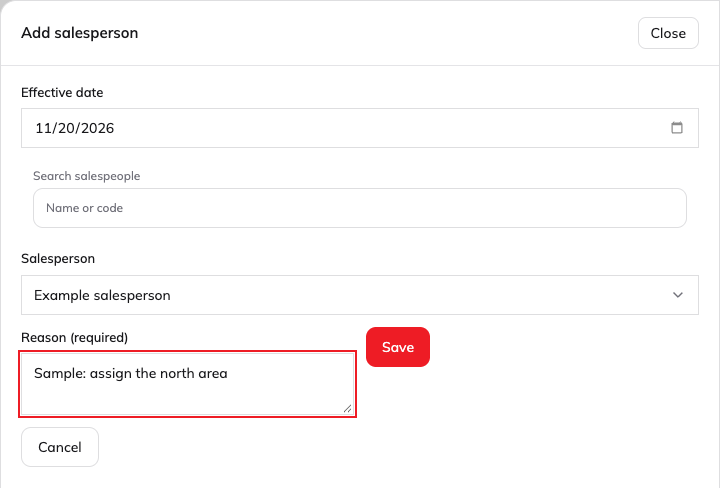 Add salesperson
Close
Effective date
11/20/2026
Search salespeople
Name or code
Salesperson
Example salesperson
Reason (required)
Save
Sample: assign the north area
Cancel